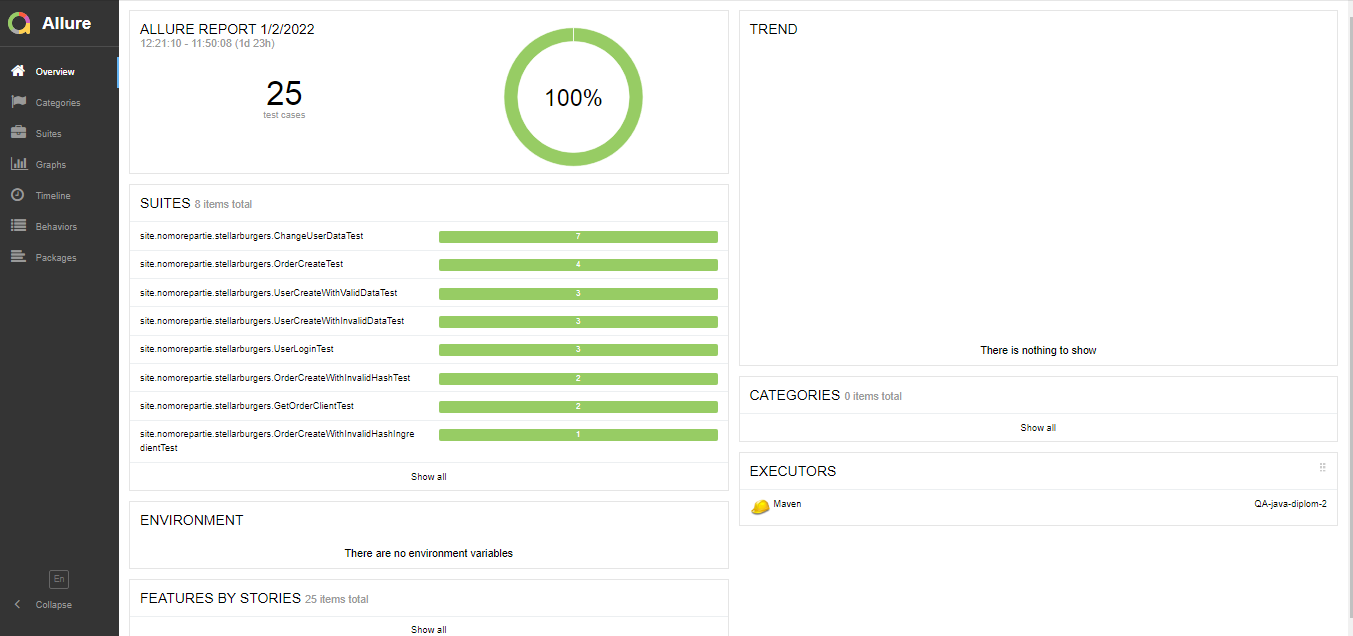 Allure
Overview
Categories
Suites
Graphs
Timeline
Behaviors
Packages
En
Collapse
ALLURE REPORT 1/2/2022
12:21:10 - 11:50:08 (1d 23h)
25
test cases
100%
SUITES 8 items total
site.nomorepartie.stellarburgers.ChangeUserDataTest 7
site.nomorepartie.stellarburgers.OrderCreateTest 4
site.nomorepartie.stellarburgers.UserCreateWithValidDataTest 3
site.nomorepartie.stellarburgers.UserCreateWithInvalidDataTest 3
site.nomorepartie.stellarburgers.UserLoginTest 3
site.nomorepartie.stellarburgers.OrderCreateWithInvalidHashTest 2
site.nomorepartie.stellarburgers.GetOrderClientTest 2
site.nomorepartie.stellarburgers.OrderCreateWithInvalidHashIngre 1
dientTest
Show all
ENVIRONMENT
There are no environment variables
FEATURES BY STORIES 25 items total
Show all
TREND
There is nothing to show
CATEGORIES 0 items total
Show all
EXECUTORS
Maven QA-java-diplom-2